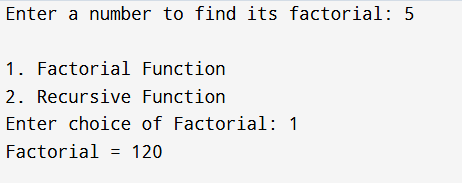 Enter a number to find its factorial: 5
1. Factorial Function
2. Recursive Function
Enter choice of Factorial: 1
Factorial = 120